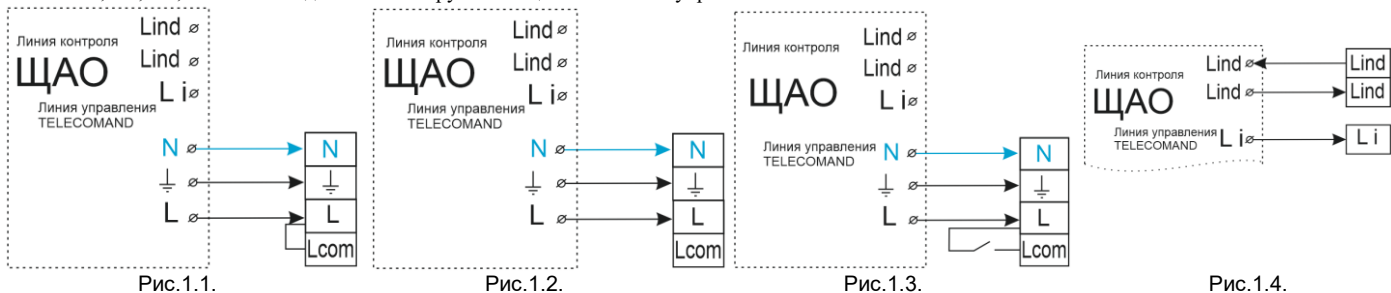 Lind
Линия контроля
Lind
ЩАО
L i
Линия управления
TELECOMAND
N
N
L
L
Lcom
Рис.1.1.
Lind
Линия контроля
Lind
ЩАО
L i
Линия управления
TELECOMAND
N
N
L
L
Lcom
Рис.1.2.
Lind
Линия контроля
Lind
ЩАО
L i
Линия управления
TELECOMAND
N
N
L
L
Lcom
Рис.1.3.
Lind
Lind
Линия контроля
ЩАО
Lind
Lind
Линия управления
TELECOMAND
L i
L i
Рис.1.4.